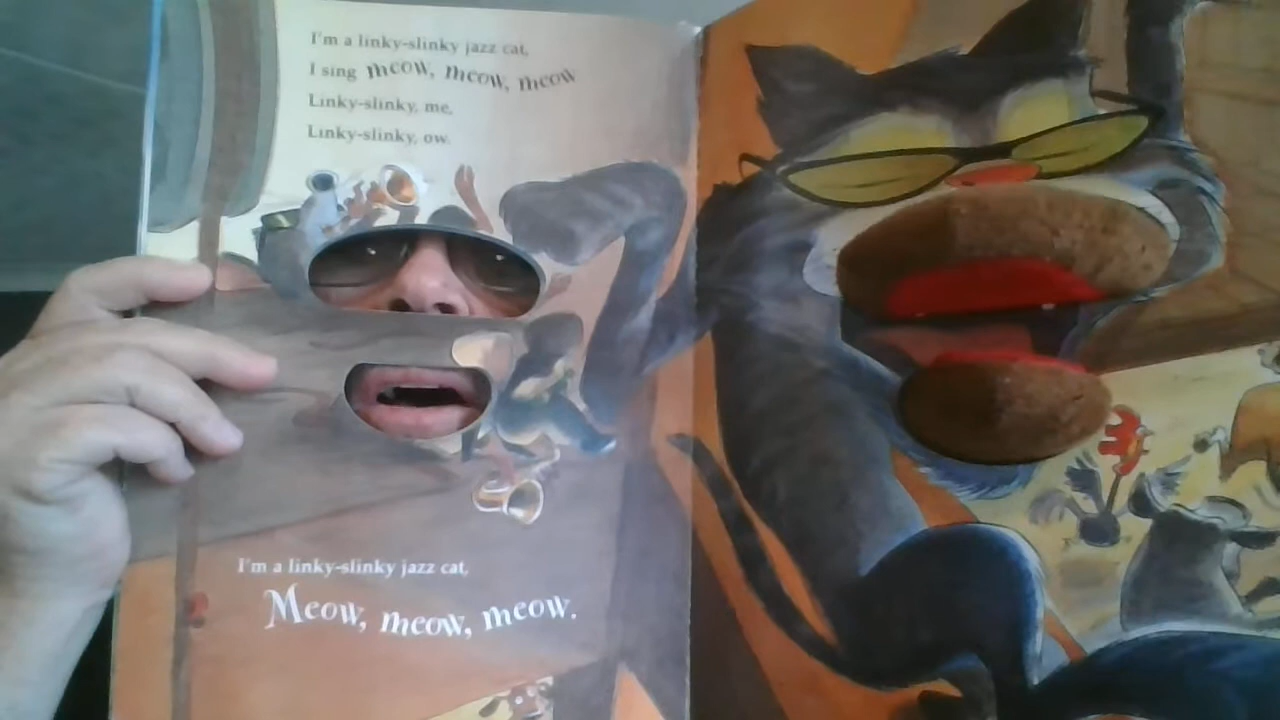 I'm a linky-slinky jazz cat,
I sing meow, meow, meow
Linky-slinky, me,
Linky-slinky, ow.
I'm a linky-slinky jazz cat,
Meow, meow, meow.